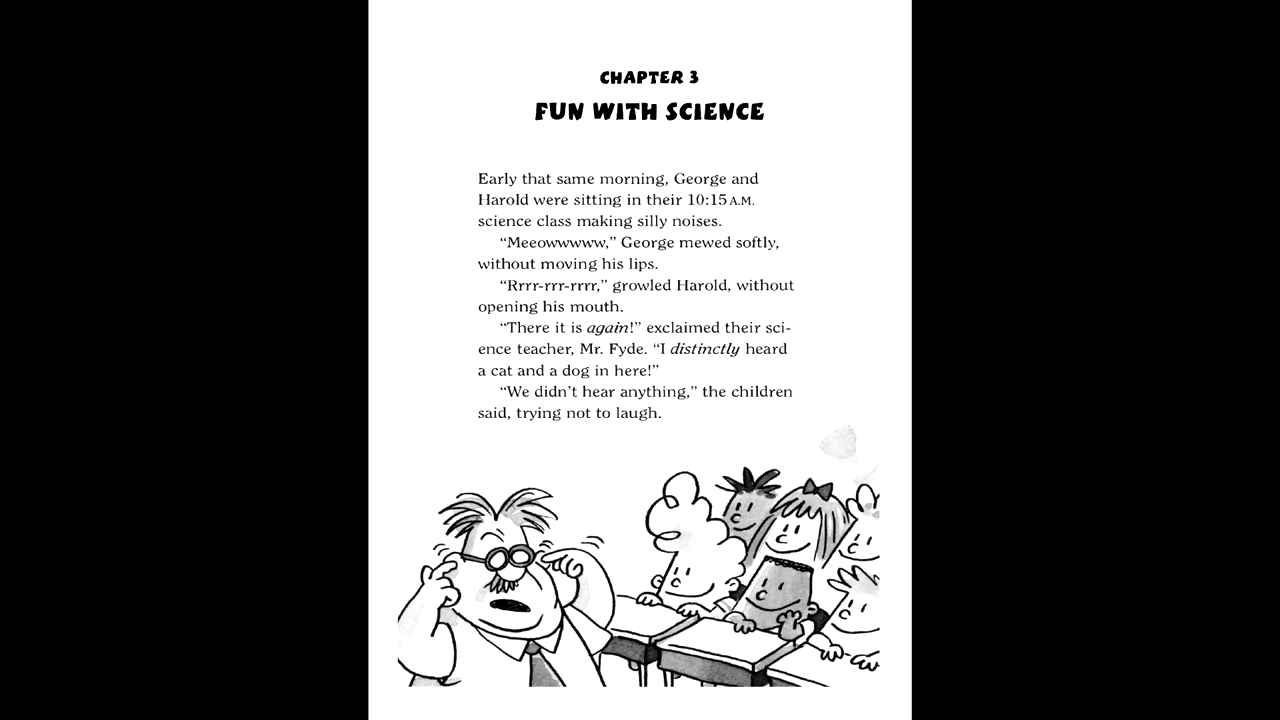 CHAPTER 3
FUN WITH SCIENCE
Early that same morning, George and
Harold were sitting in their 10:15 A.M.
science class making silly noises.
“Meeowwwww,” George mewed softly,
without moving his lips.
“Rrrr-rrr-rrrr,” growled Harold, without
opening his mouth.
“There it is again!” exclaimed their sci-
ence teacher, Mr. Fyde. “I distinctly heard
a cat and a dog in here!”
“We didn’t hear anything,” the children
said, trying not to laugh.